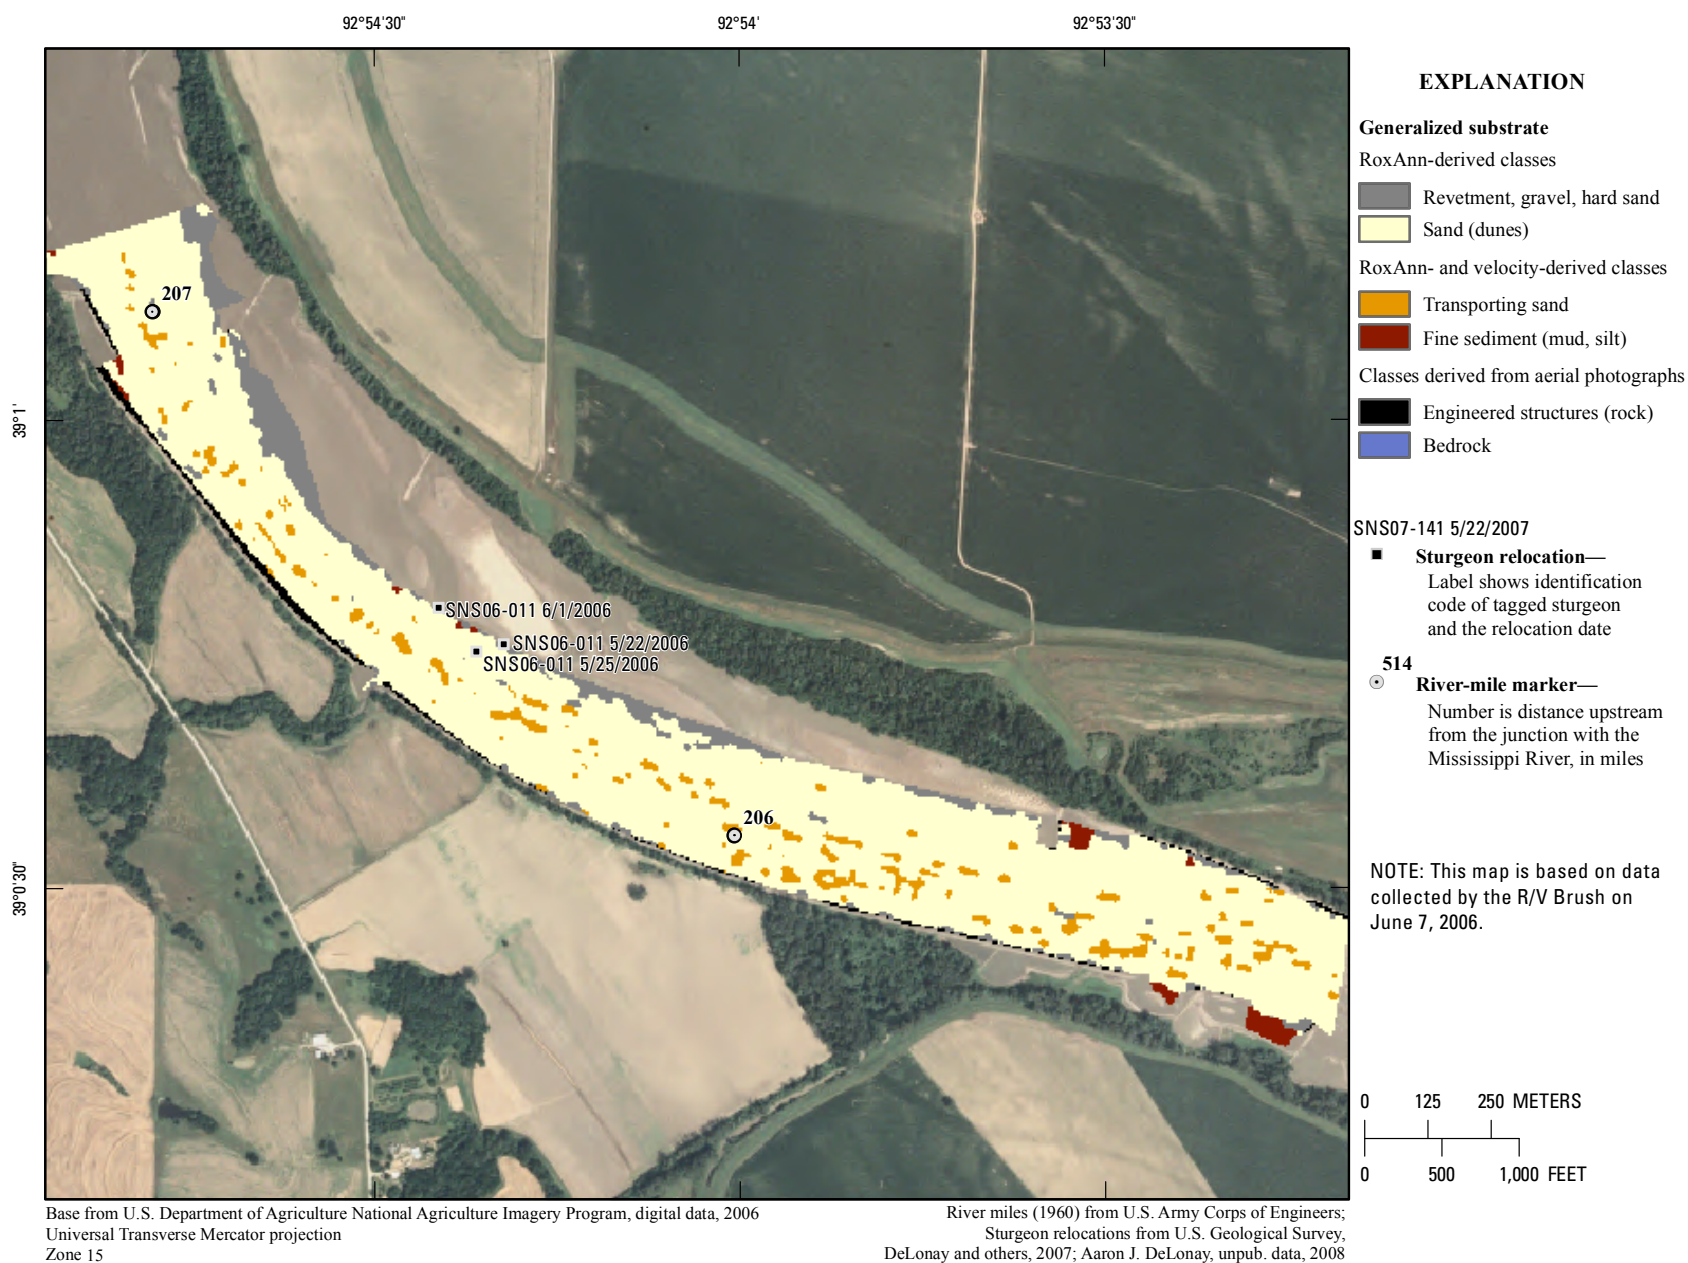 92°54'30"
92°54'
92°53'30"
39°1'
39°0'30"
207
206
SNS06-011 6/1/2006
SNS06-011 5/22/2006
SNS06-011 5/25/2006
EXPLANATION
Generalized substrate
RoxAnn-derived classes
Revetment, gravel, hard sand
Sand (dunes)
RoxAnn- and velocity-derived classes
Transporting sand
Fine sediment (mud, silt)
Classes derived from aerial photographs
Engineered structures (rock)
Bedrock
SNS07-141 5/22/2007
Sturgeon relocation—
Label shows identification
code of tagged sturgeon
and the relocation date
514
River-mile marker—
Number is distance upstream
from the junction with the
Mississippi River, in miles
NOTE: This map is based on data
collected by the R/V Brush on
June 7, 2006.
0 125 250 METERS
0 500 1,000 FEET
Base from U.S. Department of Agriculture National Agriculture Imagery Program, digital data, 2006
Universal Transverse Mercator projection
Zone 15
River miles (1960) from U.S. Army Corps of Engineers;
Sturgeon relocations from U.S. Geological Survey,
DeLonay and others, 2007; Aaron J. DeLonay, unpub. data, 2008